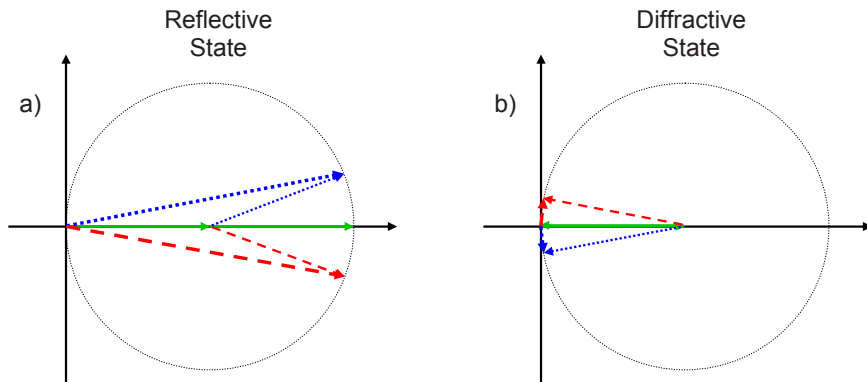 Reflective
State
Diffractive
State
a)
b)